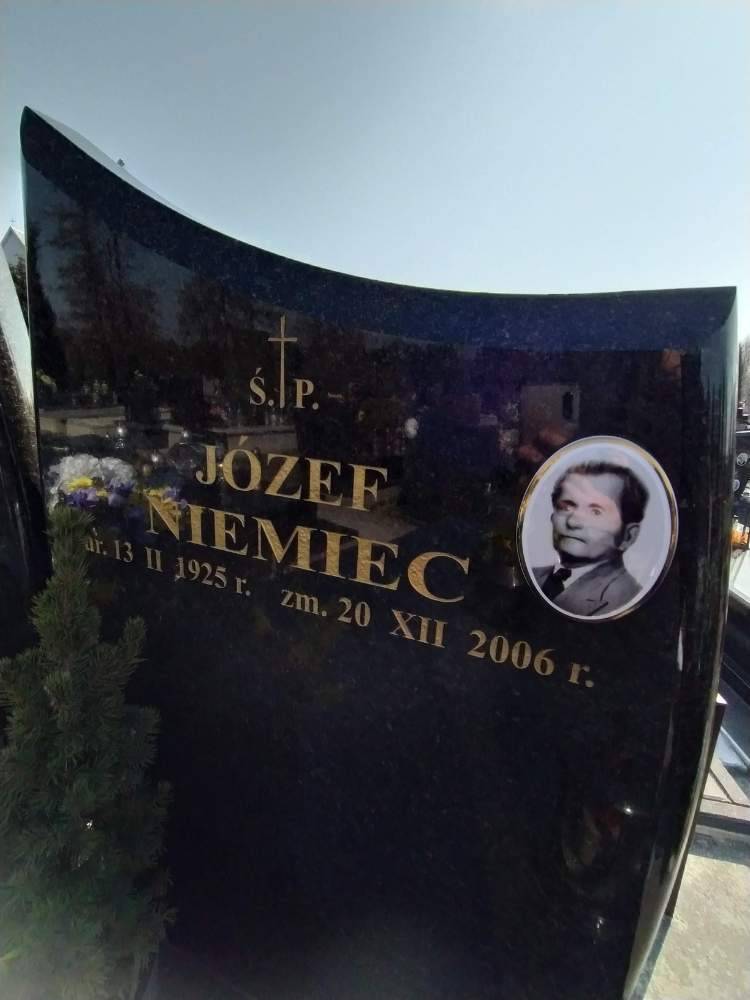 Ś. P.
JÓZEF
NIEMIEC
ur. 13 II 1925 r. zm. 20 XII 2006 r.